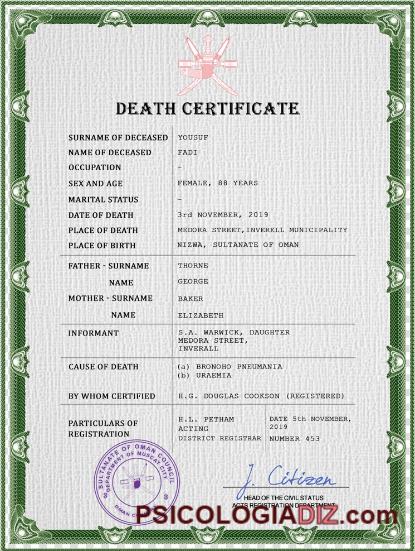 DEATH CERTIFICATE
SURNAME OF DECEASED YOUSUF
NAME OF DECEASED FADI
OCCUPATION –
SEX AND AGE FEMALE, 88 YEARS
MARITAL STATUS –
DATE OF DEATH 3rd NOVEMBER, 2019
PLACE OF DEATH MEDORA STREET,INVERELL MUNICIPALITY
PLACE OF BIRTH NIZWA, SULTANATE OF OMAN
FATHER - SURNAME THORNE
NAME GEORGE
MOTHER - SURNAME BAKER
NAME ELIZABETH
INFORMANT S.A. WARWICK, DAUGHTER
MEDORA STREET,
INVERALL
CAUSE OF DEATH (a) BRONOHO PNEUMANIA
(b) URAEMIA
BY WHOM CERTIFIED H.G. DOUGLAS COOKSON (REGISTERED)
PARTICULARS OF REGISTRATION
H.L. PETHAM
ACTING
DISTRICT REGISTRAR
DATE 5th NOVEMBER,
2019
NUMBER 453
SULTANATE OF OMAN COUNCIL
DEPARTMENT OF MUSCAT CITY
J. Citizen
HEAD OF THE CIVIL STATUS
ACTS REGISTRATION DEPARTMENT
PSICOLOGIADIZ.com